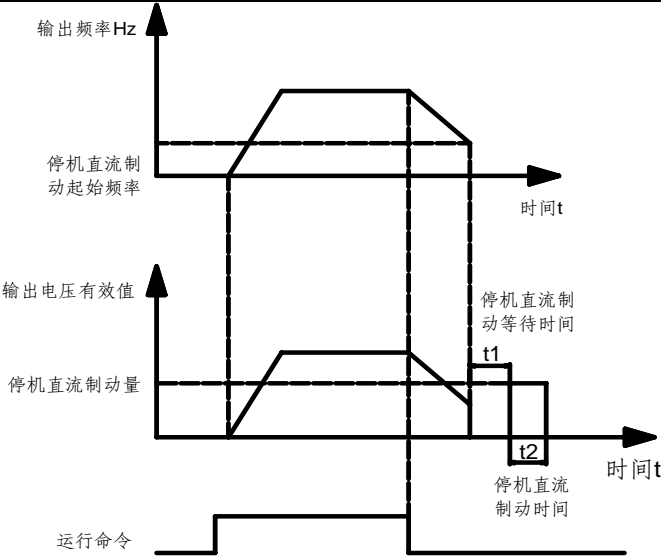 输出频率Hz
停机直流制
动起始频率
时间t
输出电压有效值
停机直流制
动等待时间
t1
停机直流制动量
t2
时间t
停机直流
制动时间
运行命令